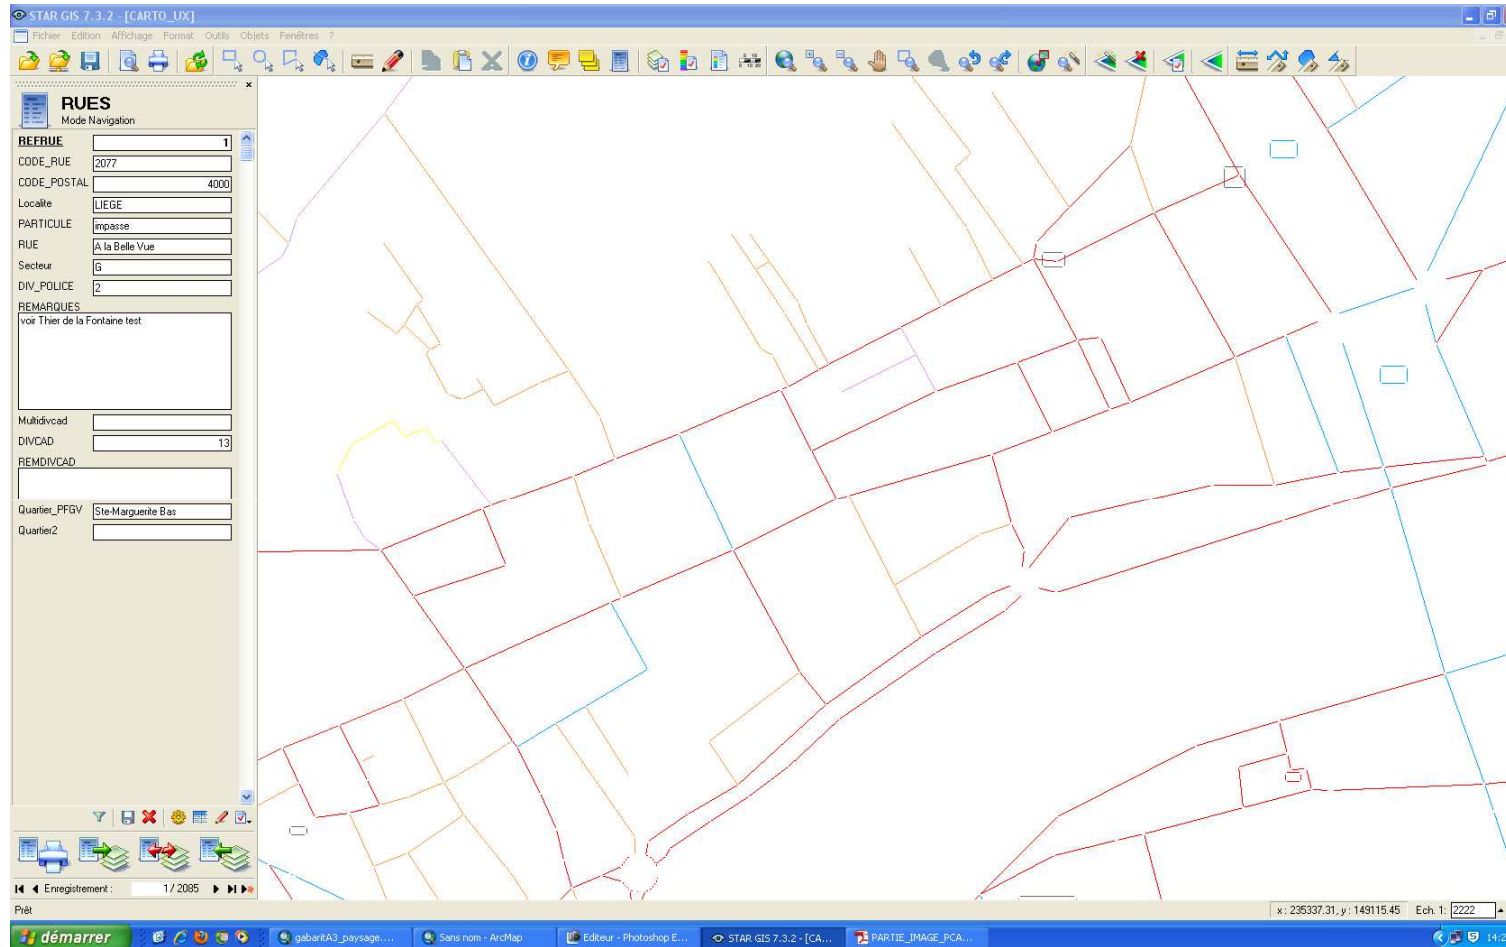 STAR GIS 7.3.2 - [CARTO_UX]
Fichier Edition Affichage Format Outils Objets Fenêtres ?
RUES
Mode Navigation
REFRUE 1
CODE_RUE 2077
CODE_POSTAL 4000
Localite LIEGE
PARTICULE impasse
RUE A la Belle Vue
Secteur G
DIV_POLICE 2
REMARQUES
voir Thier de la Fontaine test
Multidivcad
DIVCAD 13
REMDIVCAD
Quartier_PFGV Ste-Marguerite Bas
Quartier2
Enregistrement : 1 / 2085
Prêt
x : 235337.31, y : 149115.45 Ech. 1: 2222
démarrer gabaritA3_paysage.... Sans nom - ArcMap Editeur - Photoshop E... STAR GIS 7.3.2 - [CA... PARTIE_IMAGE_PCA...